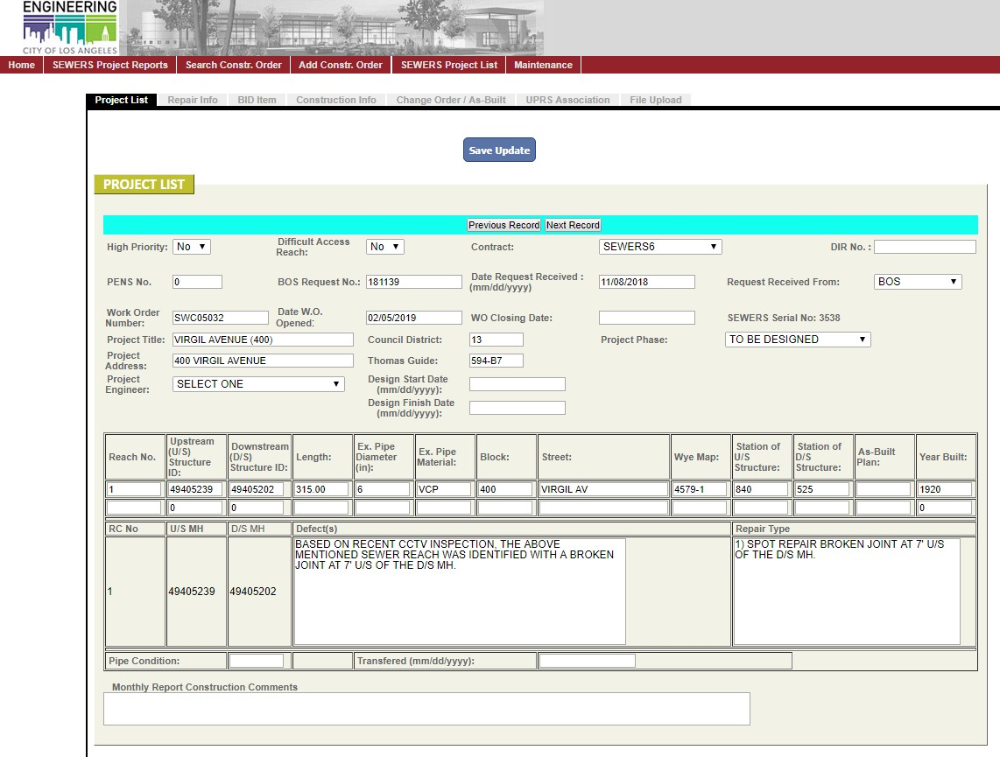 ENGINEERING
CITY OF LOS ANGELES
Home SEWERS Project Reports Search Constr. Order Add Constr. Order SEWERS Project List Maintenance
Project List Repair Info BID Item Construction Info Change Order / As-Built UPRS Association File Upload
Save Update
PROJECT LIST
Previous Record Next Record
High Priority: No Difficult Access Reach: No Contract: SEWERS6 DIR No. :
PENS No. 0 BOS Request No.: 181139 Date Request Received : (mm/dd/yyyy) 11/08/2018 Request Received From: BOS
Work Order Number: SWC05032 Date W.O. Opened: 02/05/2019 WO Closing Date: SEWERS Serial No: 3538
Project Title: VIRGIL AVENUE (400) Council District: 13 Project Phase: TO BE DESIGNED
Project Address: 400 VIRGIL AVENUE Thomas Guide: 594-B7
Project Engineer: SELECT ONE Design Start Date (mm/dd/yyyy):
Design Finish Date (mm/dd/yyyy):
Reach No. Upstream (U/S) Structure ID: Downstream (D/S) Structure ID: Length: Ex. Pipe Diameter (in): Ex. Pipe Material: Block: Street: Wye Map: Station of U/S Structure: Station of D/S Structure: As-Built Plan: Year Built:
1 49405239 49405202 315.00 6 VCP 400 VIRGIL AV 4579-1 840 525 1920
0 0 0
RC No U/S MH D/S MH Defect(s) Repair Type
BASED ON RECENT CCTV INSPECTION, THE ABOVE 1) SPOT REPAIR BROKEN JOINT AT 7' U/S
MENTIONED SEWER REACH WAS IDENTIFIED WITH A BROKEN OF THE D/S MH.
JOINT AT 7' U/S OF THE D/S MH.
1 49405239 49405202
Pipe Condition: Transfered (mm/dd/yyyy):
Monthly Report Construction Comments